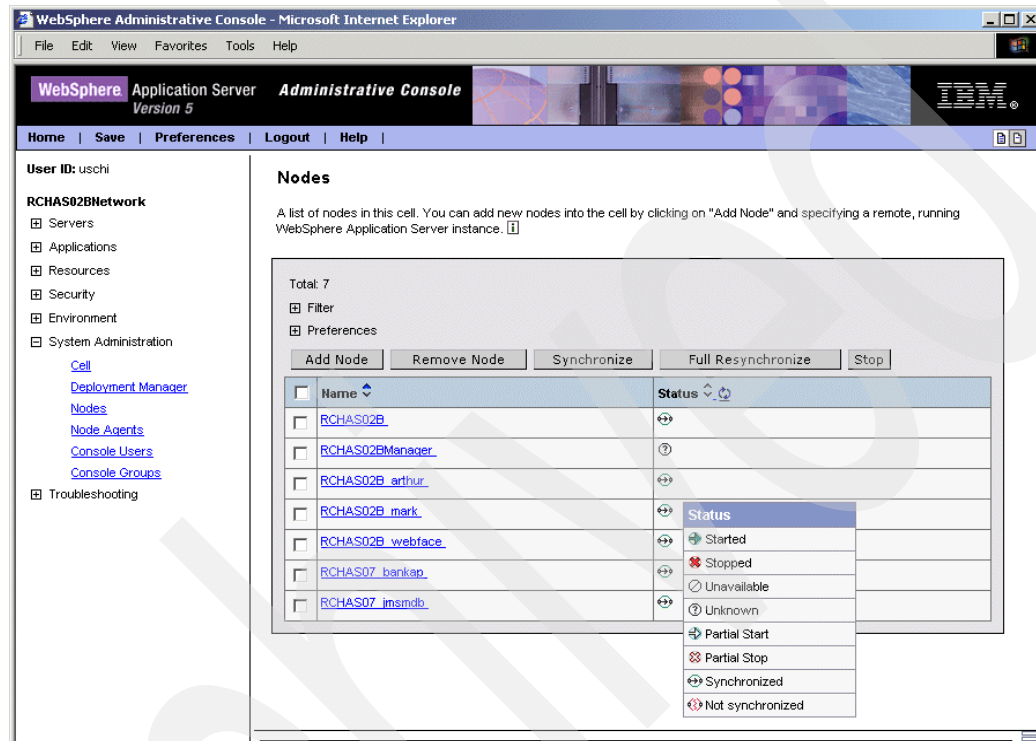 WebSphere Administrative Console - Microsoft Internet Explorer
File Edit View Favorites Tools Help
WebSphere Application Server Administrative Console
Version 5
IBM
Home | Save | Preferences | Logout | Help |
User ID: uschi
RCHAS02BNetwork
Servers
Applications
Resources
Security
Environment
System Administration
Cell
Deployment Manager
Nodes
Node Agents
Console Users
Console Groups
Troubleshooting
Nodes
A list of nodes in this cell. You can add new nodes into the cell by clicking on "Add Node" and specifying a remote, running
WebSphere Application Server instance. i
Total: 7
Filter
Preferences
Add Node Remove Node Synchronize Full Resynchronize Stop
Name Status
RCHAS02B
RCHAS02BManager
RCHAS02B_arthur
RCHAS02B_mark
RCHAS02B_webface
RCHAS07_bankap
RCHAS07_jmsmdb
Status
Started
Stopped
Unavailable
Unknown
Partial Start
Partial Stop
Synchronized
Not synchronized